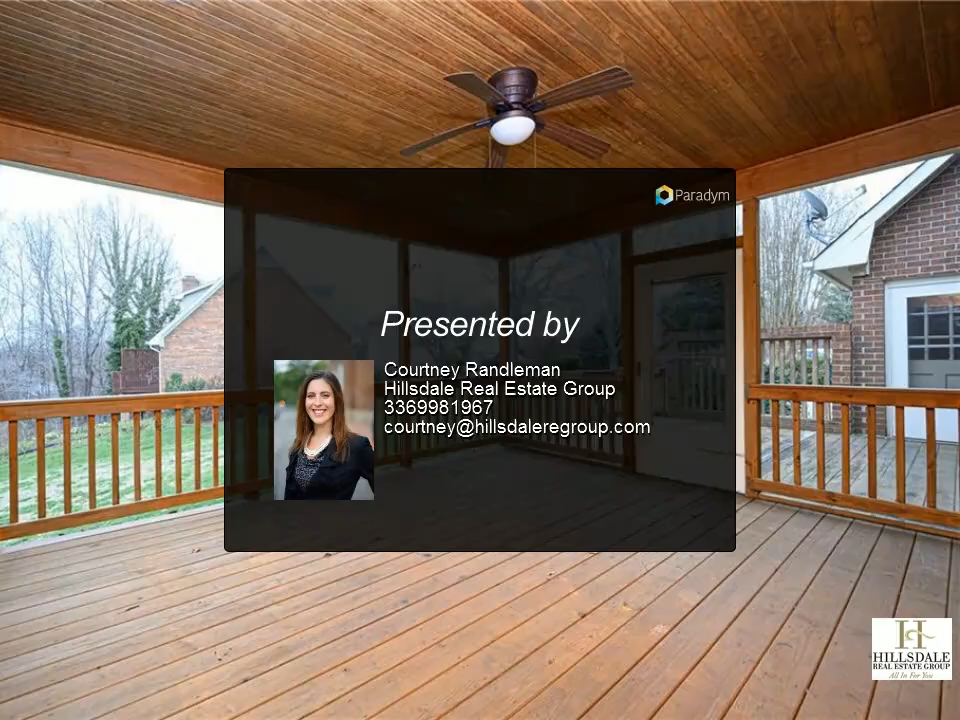 Paradym
Presented by
Courtney Randleman
Hillsdale Real Estate Group
3369981967
courtney@hillsdaleregroup.com
H
HILLSDALE
REAL ESTATE GROUP
All In For You